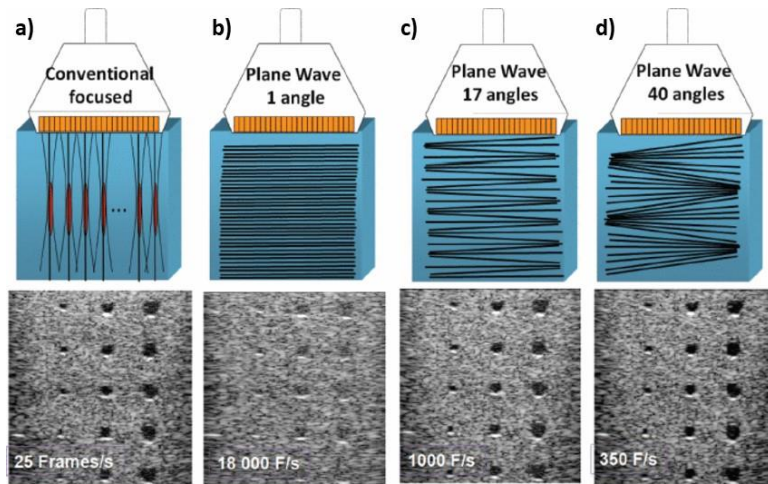 a)
Conventional
focused
b)
Plane Wave
1 angle
c)
Plane Wave
17 angles
d)
Plane Wave
40 angles
...
25 Frames/s
18 000 F/s
1000 F/s
350 F/s